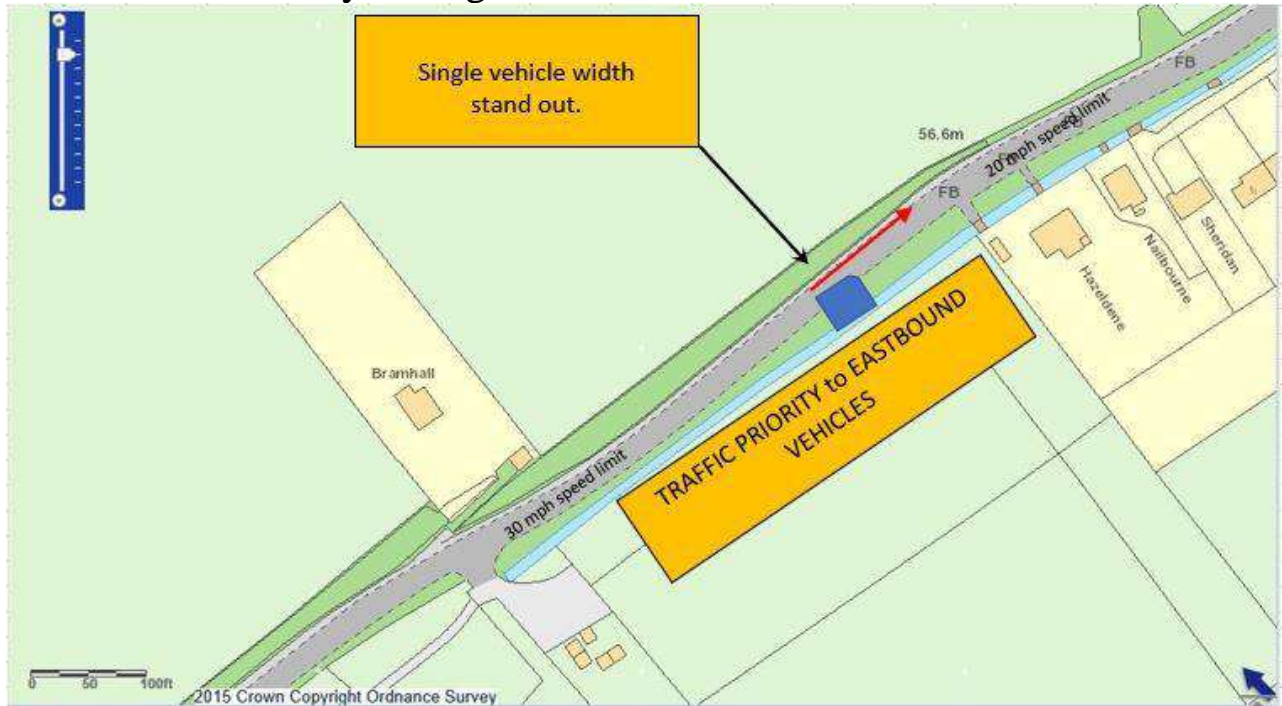 Single vehicle width
stand out.
FB
20 mph speed limit
56.6m
FB
Sheridan
Nailbourne
Hazeldene
TRAFFIC PRIORITY to EASTBOUND
VEHICLES
Bramhall
30 mph speed limit
0 50 100ft
2015 Crown Copyright Ordnance Survey